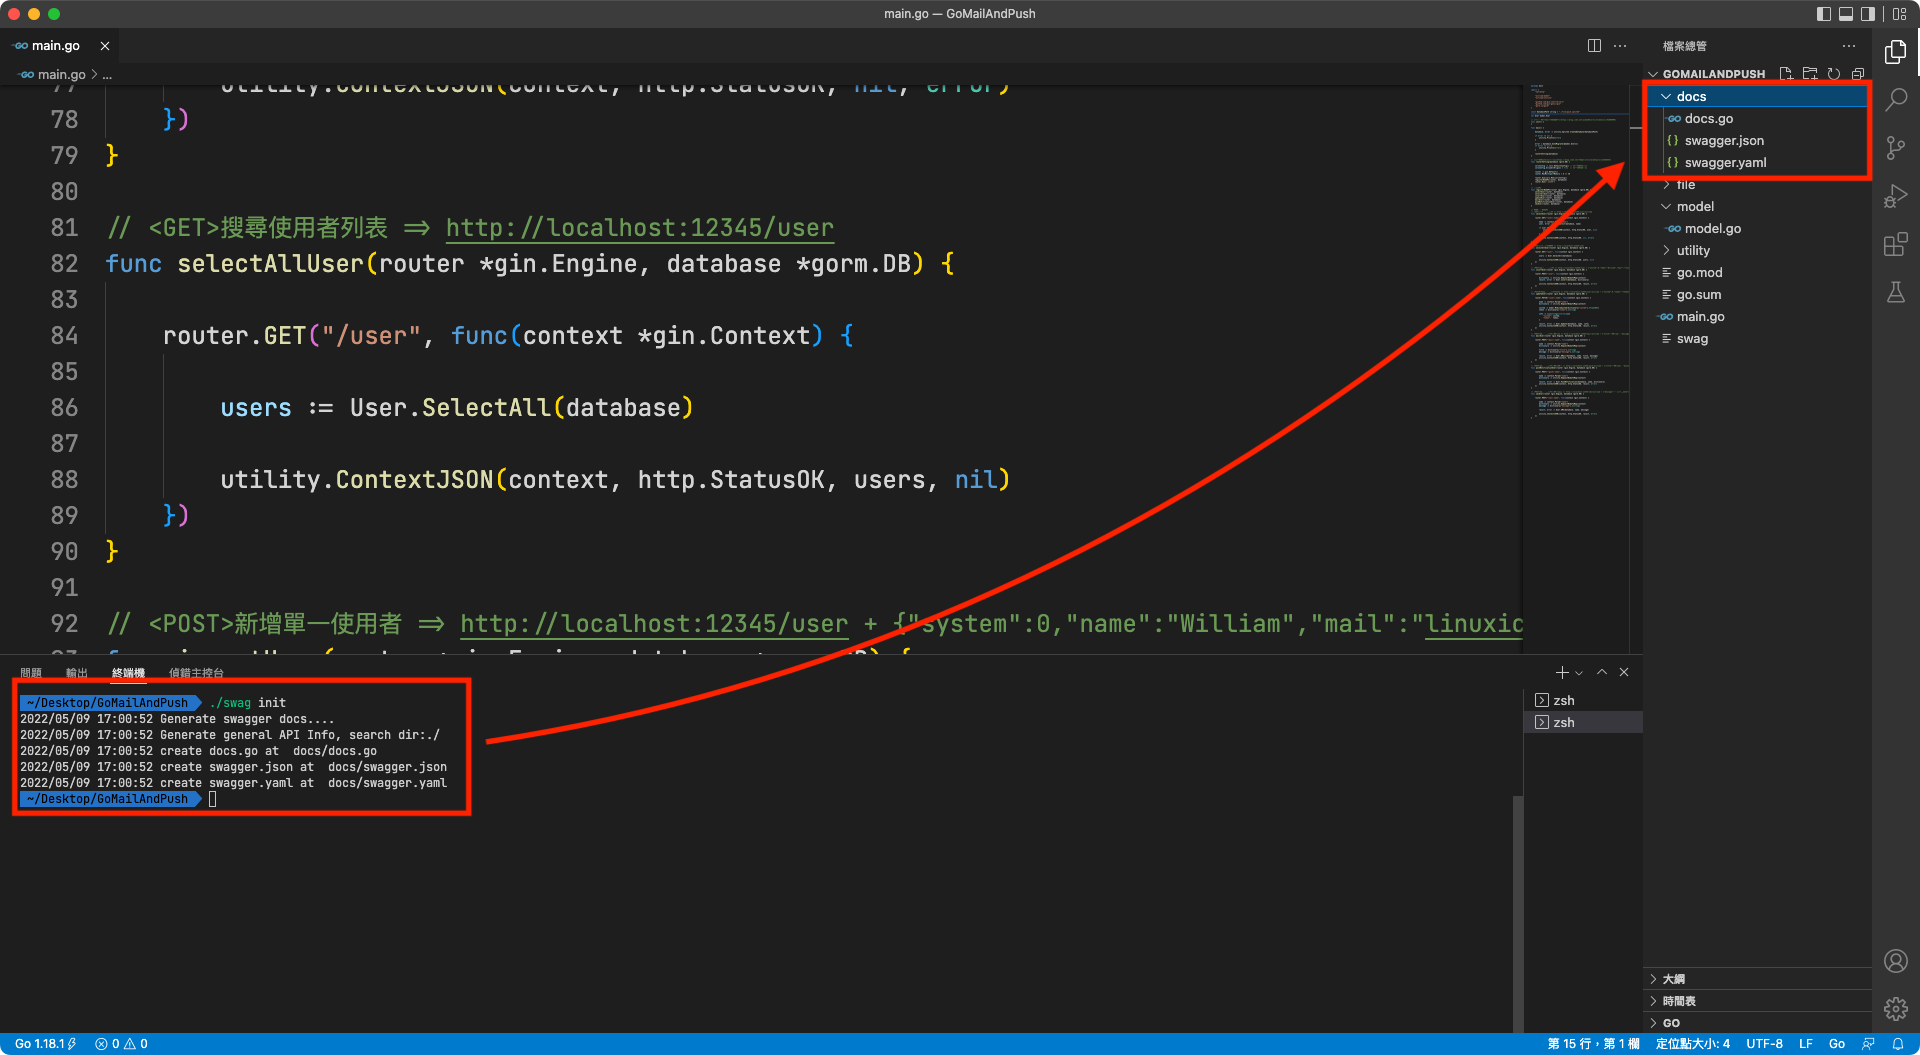 main.go — GoMailAndPush
main.go
main.go > ...
77 utility.ContextJSON(context, http.StatusOK, nil, error)
78 })
79 }
80
81 // <GET>搜尋使用者列表 => http://localhost:12345/user
82 func selectAllUser(router *gin.Engine, database *gorm.DB) {
83
84 router.GET("/user", func(context *gin.Context) {
85
86 users := User.SelectAll(database)
87
88 utility.ContextJSON(context, http.StatusOK, users, nil)
89 })
90 }
91
92 // <POST>新增單一使用者 => http://localhost:12345/user + {"system":0,"name":"William","mail":"linuxic
問題 輸出 終端機 偵錯主控台
~/Desktop/GoMailAndPush ./swag init
2022/05/09 17:00:52 Generate swagger docs....
2022/05/09 17:00:52 Generate general API Info, search dir:./
2022/05/09 17:00:52 create docs.go at  docs/docs.go
2022/05/09 17:00:52 create swagger.json at  docs/swagger.json
2022/05/09 17:00:52 create swagger.yaml at  docs/swagger.yaml
~/Desktop/GoMailAndPush
zsh
zsh
檔案總管
GOMAILANDPUSH
docs
docs.go
swagger.json
swagger.yaml
file
model
model.go
utility
go.mod
go.sum
main.go
swag
大綱
時間表
GO
Go 1.18.1 0 0 第 15 行，第 1 欄 定位點大小: 4 UTF-8 LF Go